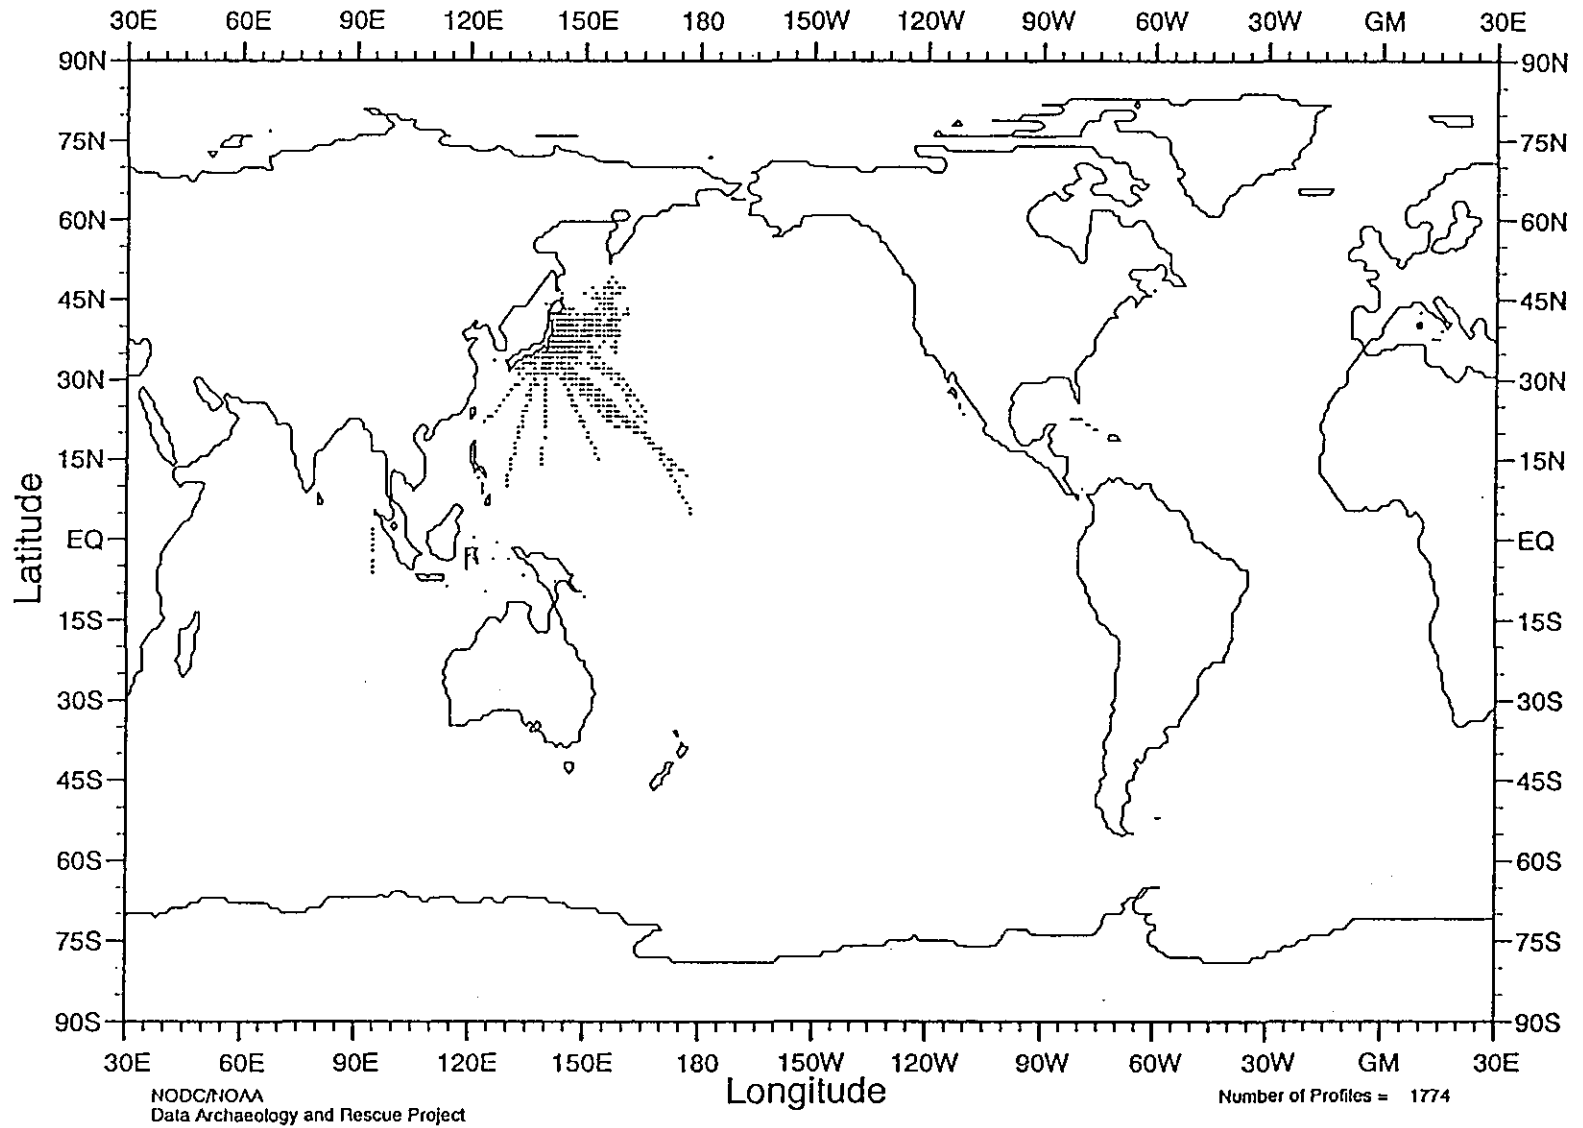 30E 60E 90E 120E 150E 180 150W 120W 90W 60W 30W GM 30E
90N 90N
75N 75N
60N 60N
45N 45N
30N 30N
15N 15N
EQ EQ
15S 15S
30S 30S
45S 45S
60S 60S
75S 75S
90S 90S
Latitude
30E 60E 90E 120E 150E 180 150W 120W 90W 60W 30W GM 30E
Longitude
NODC/NOAA
Data Archaeology and Rescue Project
Number of Profiles = 1774